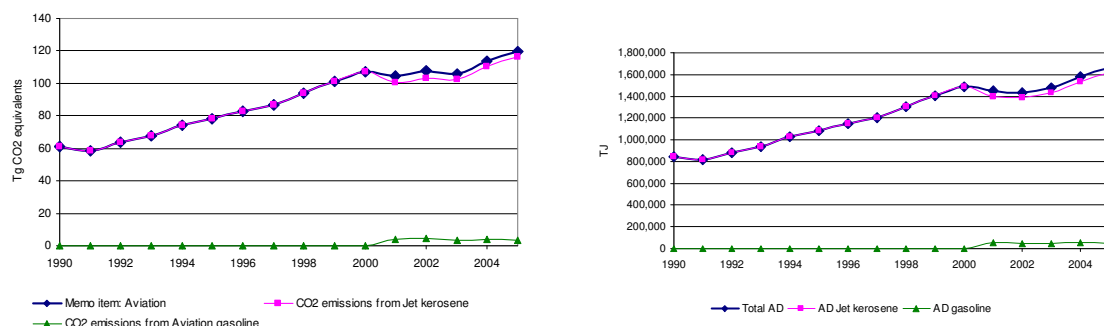 140
120
100
80
60
40
20
0
Tg CO2 equivalents
1990 1992 1994 1996 1998 2000 2002 2004
Memo item: Aviation CO2 emissions from Jet kerosene
CO2 emissions from Aviation gasoline
1,800,000
1,600,000
1,400,000
1,200,000
1,000,000
800,000
600,000
400,000
200,000
0
TJ
1990 1992 1994 1996 1998 2000 2002 2004
Total AD AD Jet kerosene AD gasoline